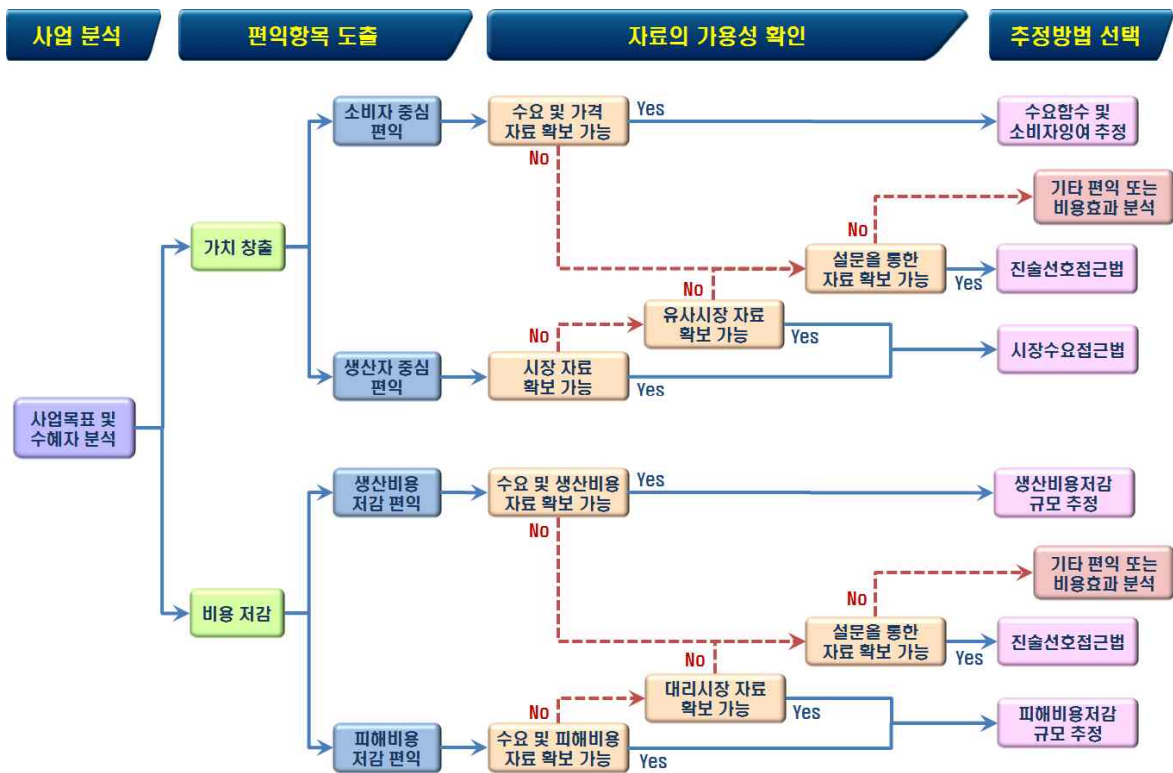 사업 분석
편익항목 도출
자료의 가용성 확인
추정방법 선택
소비자 중심
편익
수요 및 가격
자료 확보 가능
Yes
No
수요함수 및
소비자잉여 추정
기타 편익 또는
비용효과 분석
No
가치 창출
설문을 통한
자료 확보 가능
Yes
진술선호접근법
No
유사시장 자료
확보 가능
Yes
시장수요접근법
No
생산자 중심
편익
시장 자료
확보 가능
Yes
사업목표 및
수혜자 분석
생산비용
저감 편익
수요 및 생산비용
자료 확보 가능
Yes
No
생산비용저감
규모 추정
기타 편익 또는
비용효과 분석
No
비용 저감
설문을 통한
자료 확보 가능
Yes
진술선호접근법
No
대리시장 자료
확보 가능
Yes
피해비용저감
규모 추정
No
피해비용
저감 편익
수요 및 피해비용
자료 확보 가능
Yes